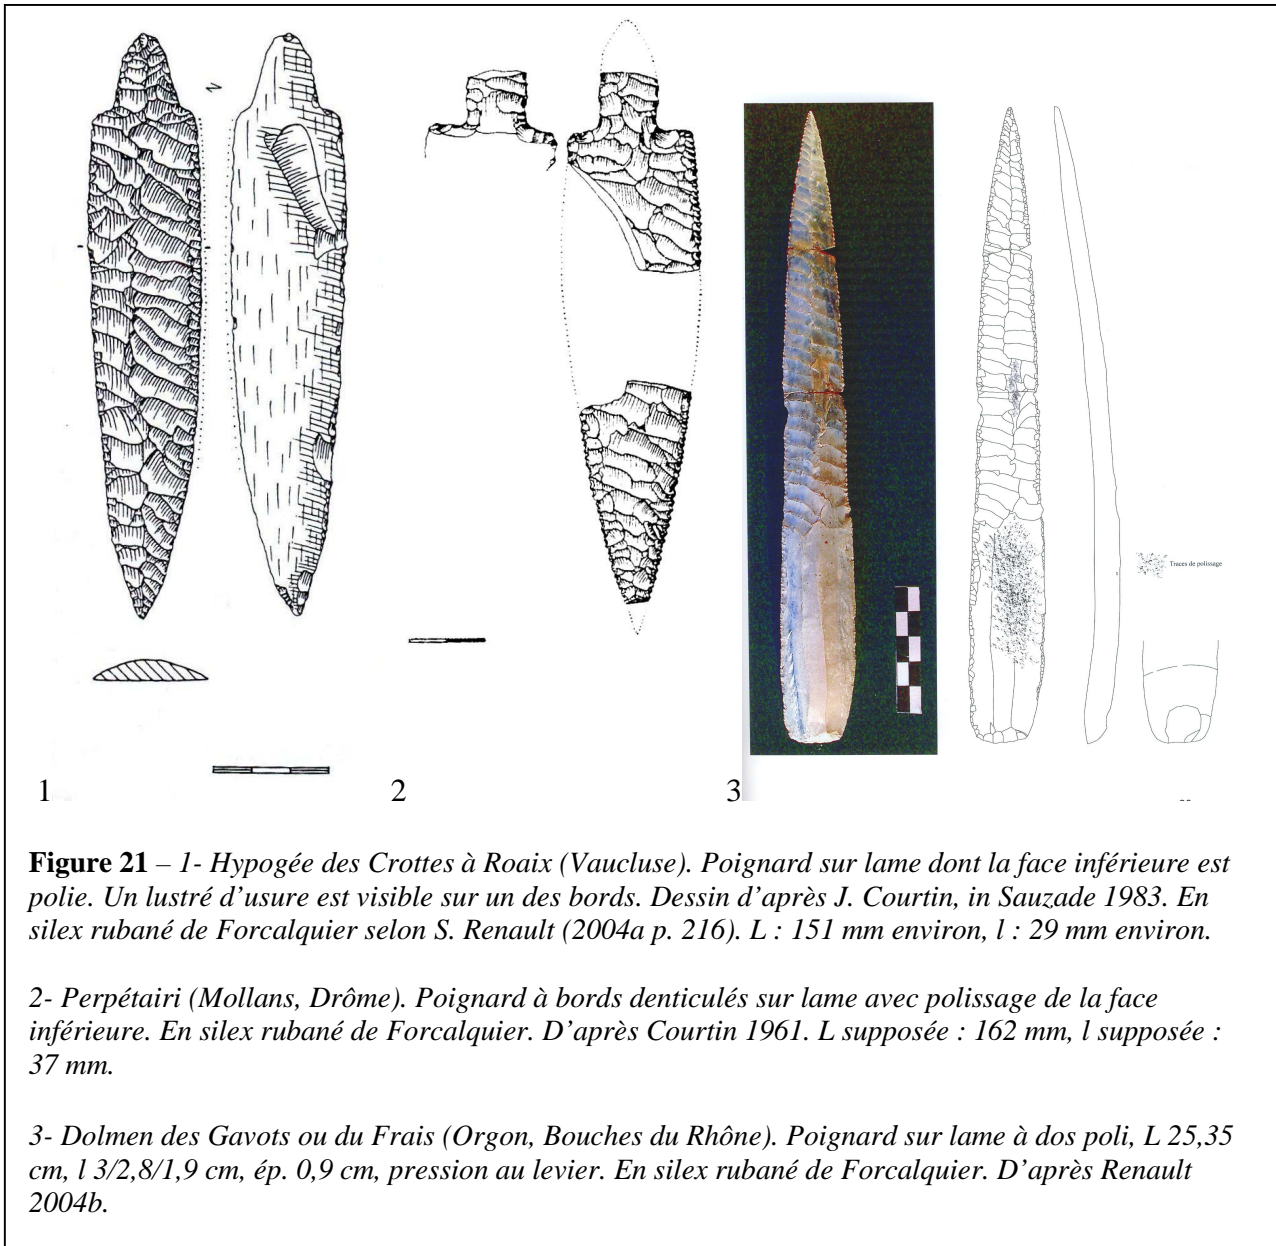 Traces de polissage
1
2
3
Figure 21 – 1- Hypogée des Crottes à Roaix (Vaucluse). Poignard sur lame dont la face inférieure est
polie. Un lustré d’usure est visible sur un des bords. Dessin d’après J. Courtin, in Sauzade 1983. En
silex rubané de Forcalquier selon S. Renault (2004a p. 216). L : 151 mm environ, l : 29 mm environ.
2- Perpétairi (Mollans, Drôme). Poignard à bords denticulés sur lame avec polissage de la face
inférieure. En silex rubané de Forcalquier. D’après Courtin 1961. L supposée : 162 mm, l supposée :
37 mm.
3- Dolmen des Gavots ou du Frais (Orgon, Bouches du Rhône). Poignard sur lame à dos poli, L 25,35
cm, l 3/2,8/1,9 cm, ép. 0,9 cm, pression au levier. En silex rubané de Forcalquier. D’après Renault
2004b.